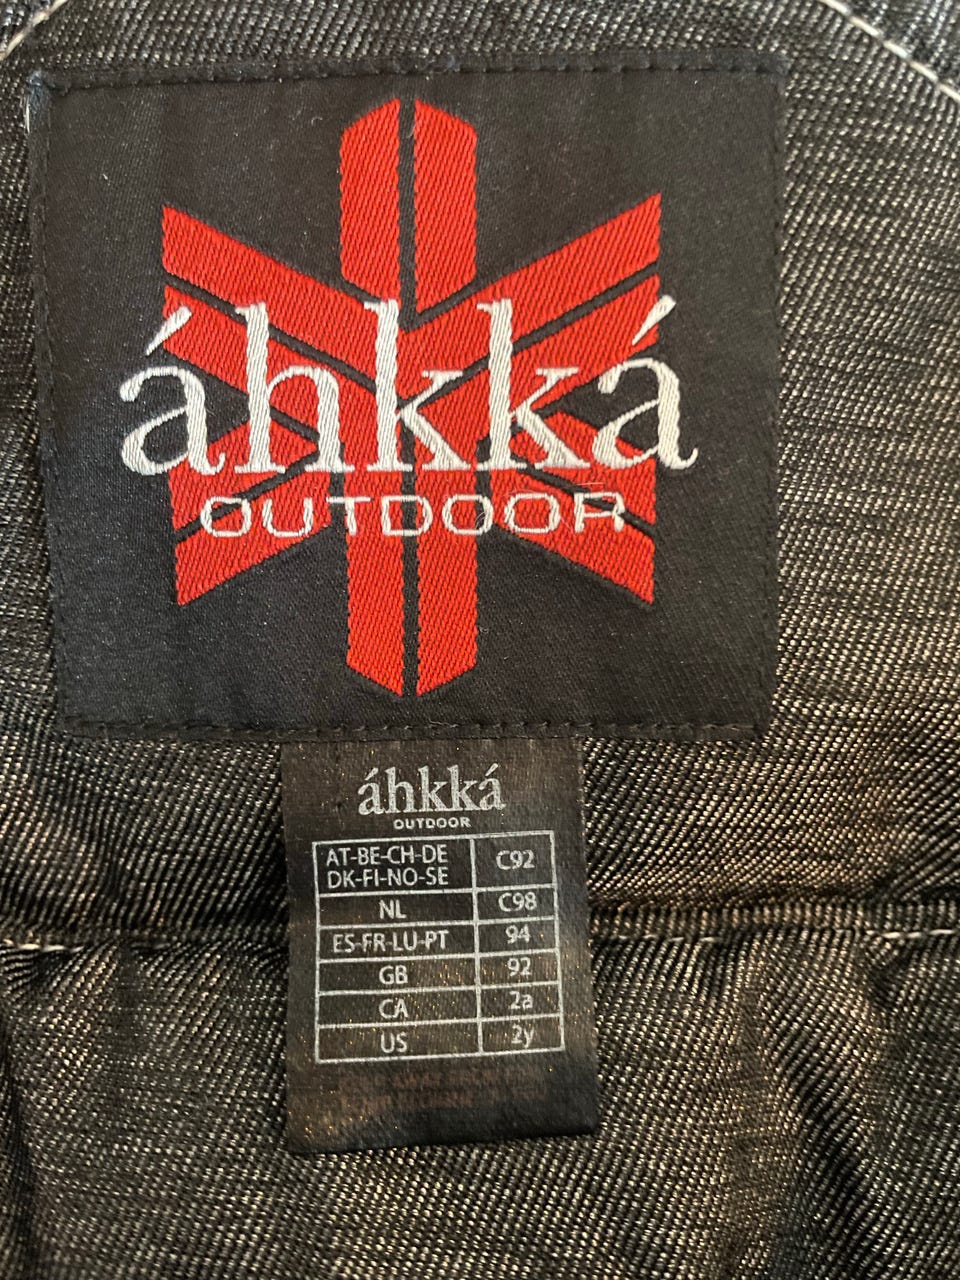 áhkká
OUTDOOR
áhkká
OUTDOOR
AT-BE-CH-DE
DK-FI-NO-SE C92
NL C98
ES-FR-LU-PT 94
GB 92
CA 2a
US 2y